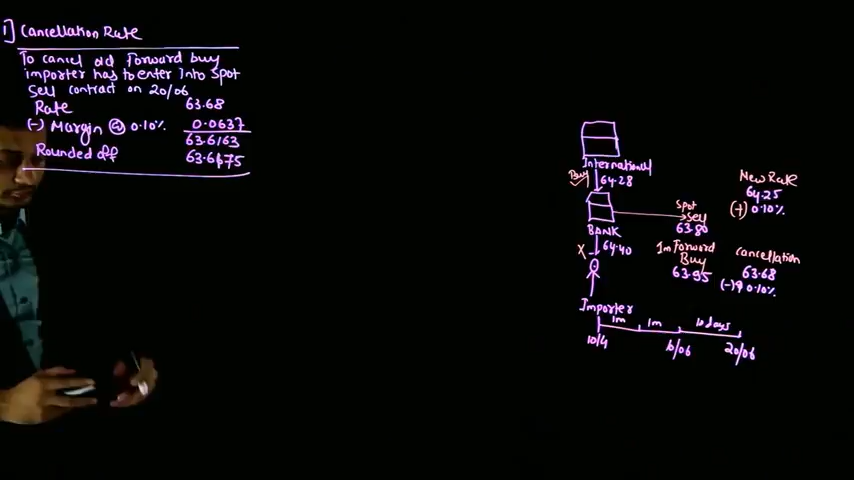 1] Cancellation Rate
To cancel old Forward buy
importer has to enter Into Spot
Sell contract on 20/06
Rate 63.68
(-) Margin @ 0.10% 0.0637
63.6163
Rounded off 63.6175
International
Buy 64.28
New Rate
64.25
(+) 0.10%
Spot
Sell
63.80
BANK
X 64.40
1m Forward
Buy
63.95
Cancellation
63.68
(-) 0.10%
Importer
1m 1m 10 days
10/4 10/06 20/06